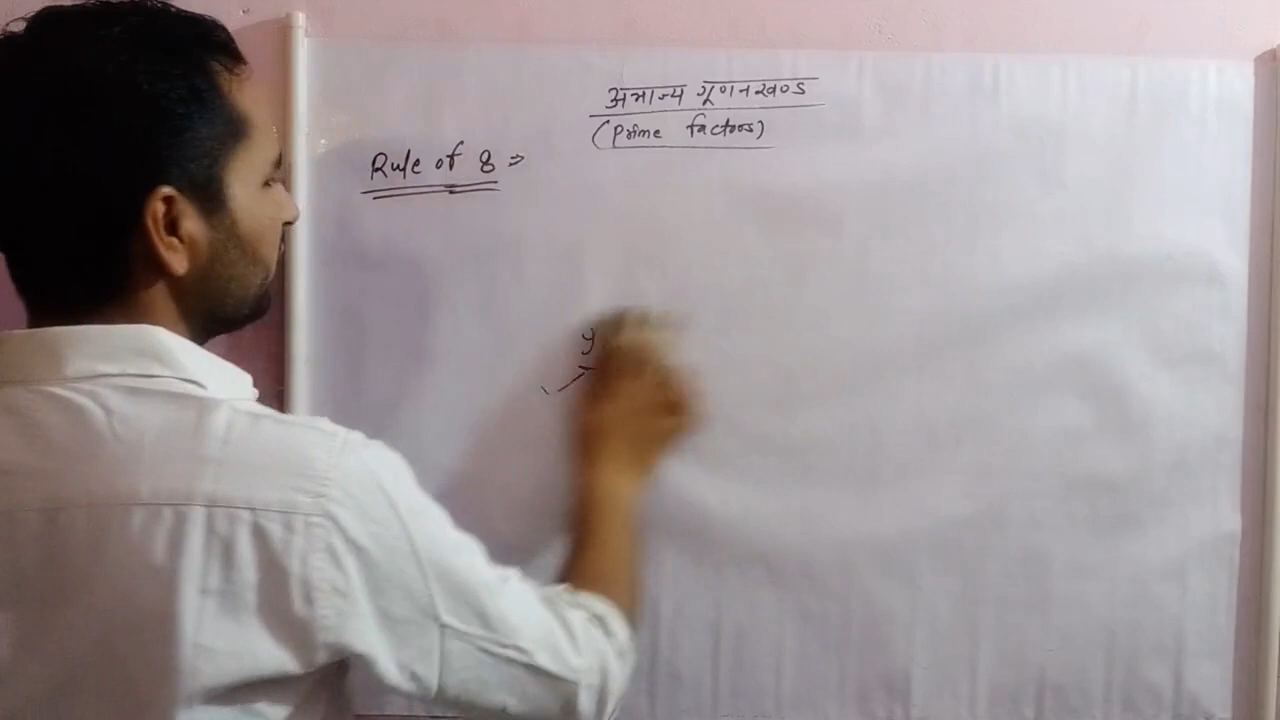 अभाज्य गूणनखण्ड
(Prime factors)
Rule of 8 ⇒